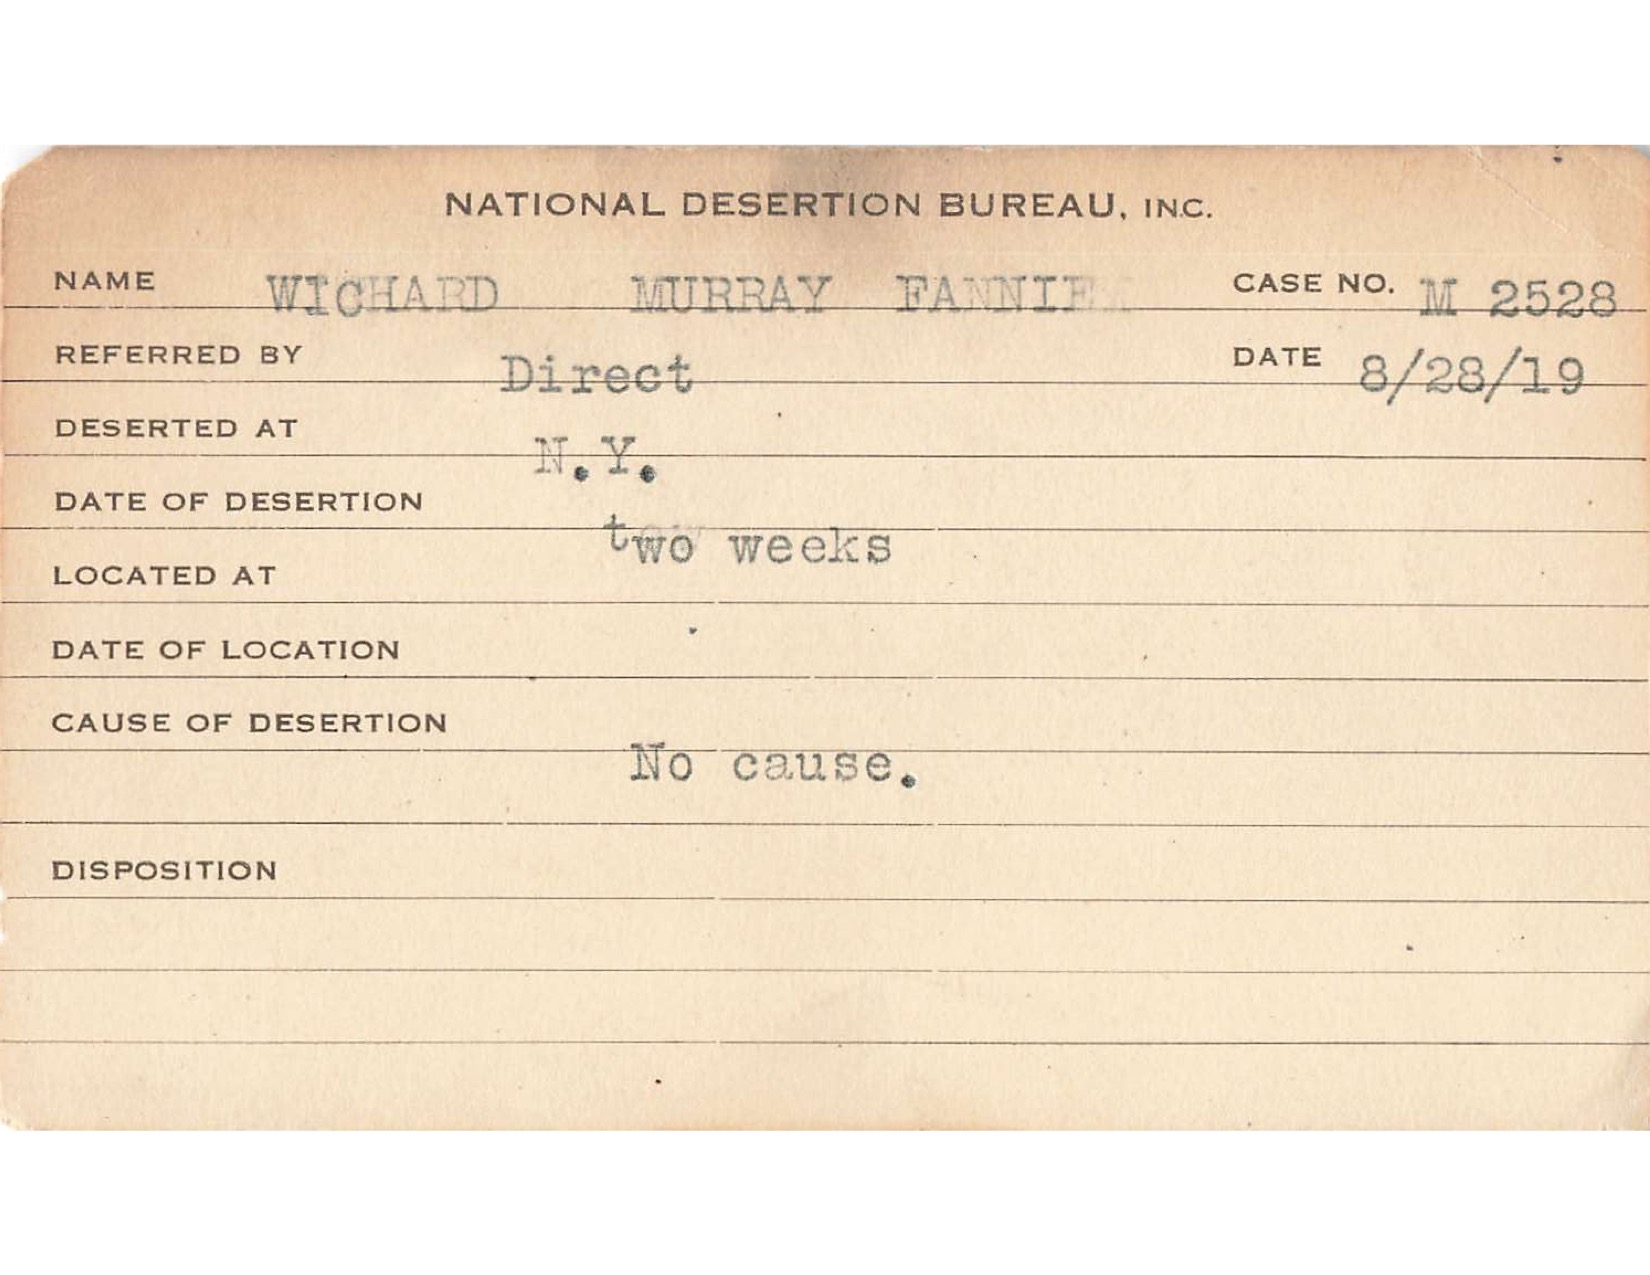 NATIONAL DESERTION BUREAU, INC.
NAME WICHARD MURRAY FANNIE CASE NO. M 2528
REFERRED BY Direct DATE 8/28/19
DESERTED AT N.Y.
DATE OF DESERTION two weeks
LOCATED AT
DATE OF LOCATION
CAUSE OF DESERTION
No cause.
DISPOSITION